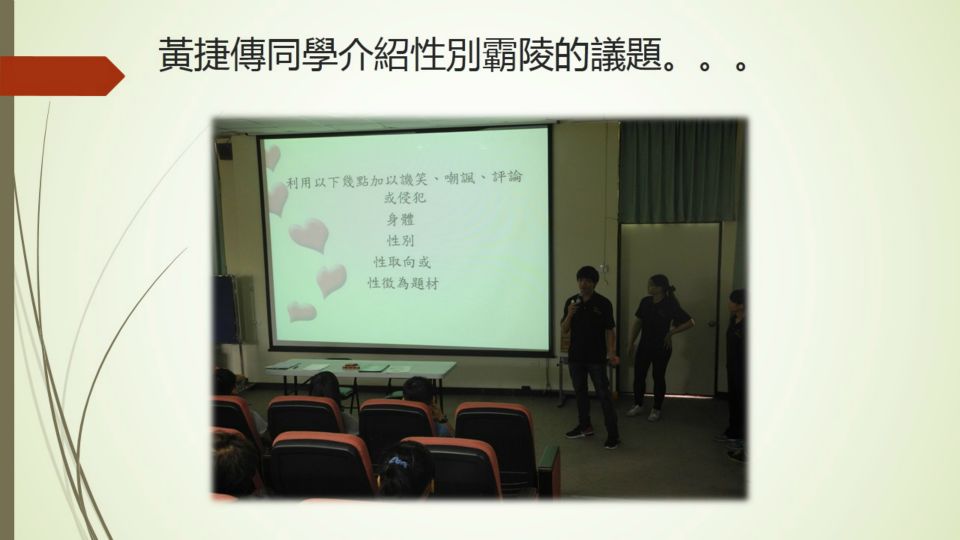 黃捷傳同學介紹性別霸陵的議題。。。
利用以下幾點加以譏笑、嘲諷、評論
或侵犯
身體
性別
性取向或
性徵為題材